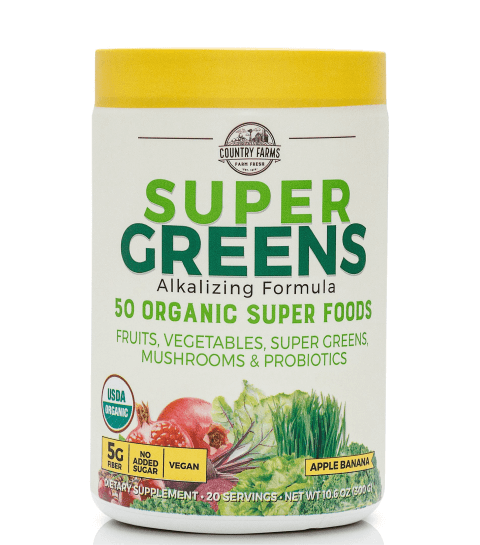 COUNTRY FARMS
FARM FRESH
SUPER
GREENS
Alkalizing Formula
50 ORGANIC SUPER FOODS
FRUITS, VEGETABLES, SUPER GREENS,
MUSHROOMS & PROBIOTICS
USDA
ORGANIC
5G
FIBER
NO
ADDED
SUGAR
VEGAN
APPLE BANANA
DIETARY SUPPLEMENT • 20 SERVINGS • NET WT 10.6 OZ (300G)